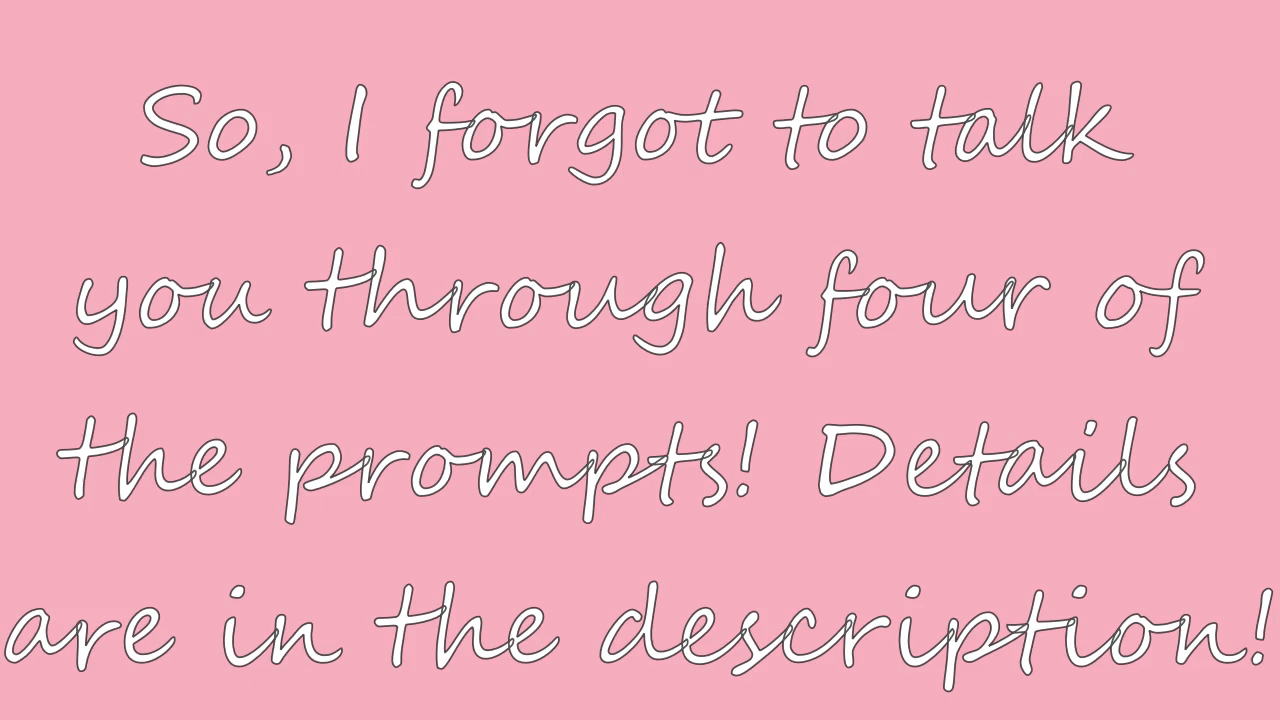 So, I forgot to talk
you through four of
the prompts! Details
are in the description!